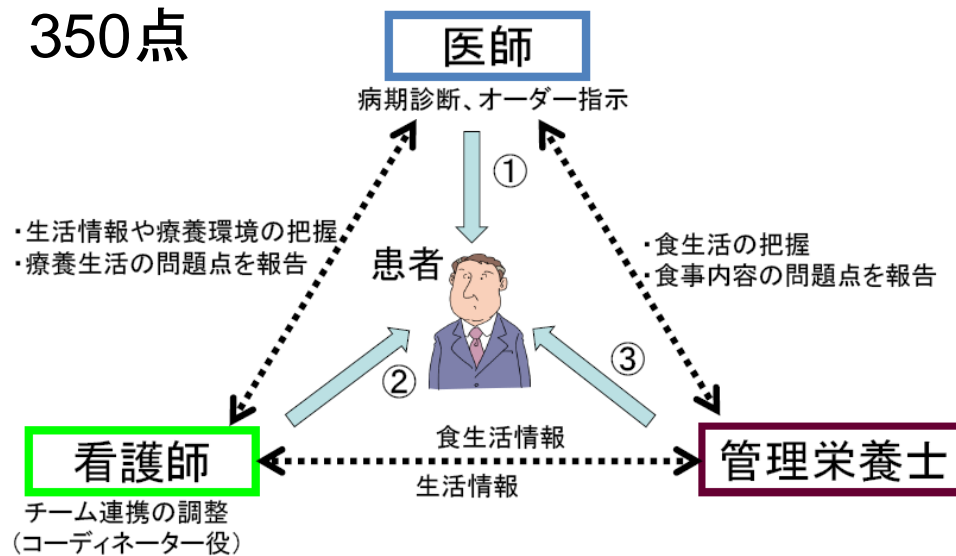 350点
医師
病期診断、オーダー指示
①
・生活情報や療養環境の把握
・療養生活の問題点を報告
患者
・食生活の把握
・食事内容の問題点を報告
②
③
看護師
食生活情報
生活情報
管理栄養士
チーム連携の調整
（コーディネーター役）